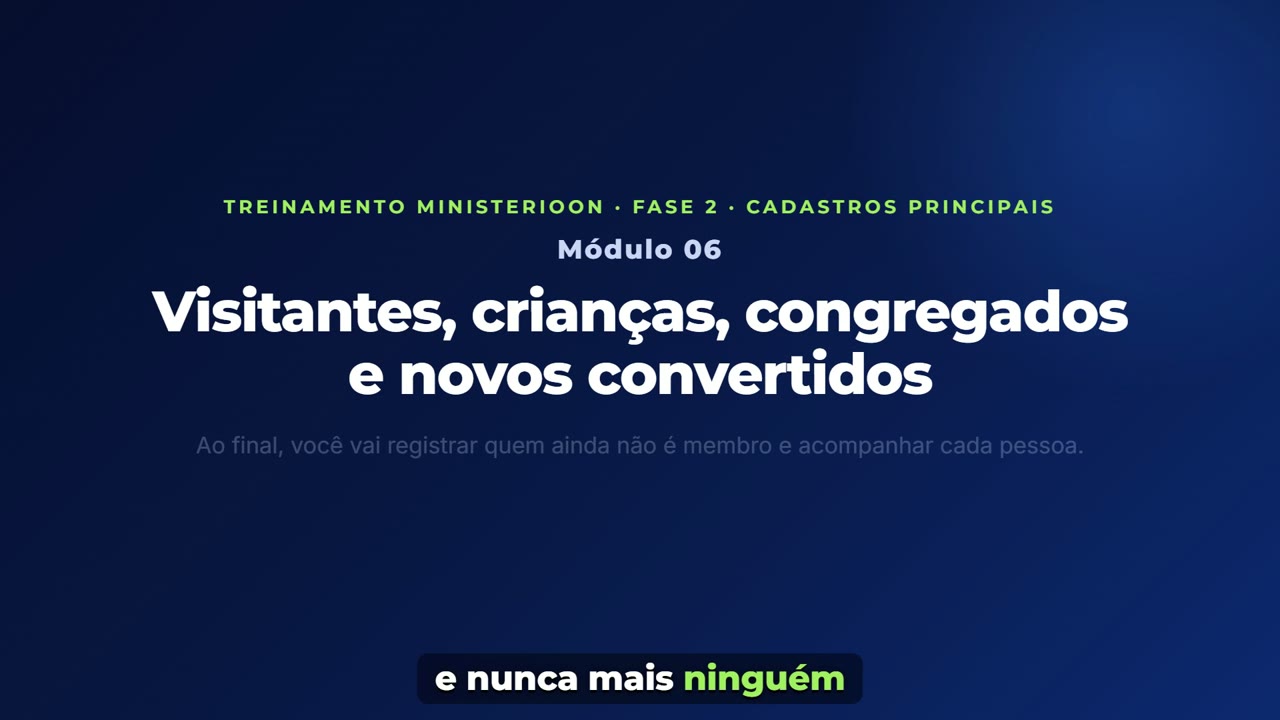 TREINAMENTO MINISTERIOON · FASE 2 · CADASTROS PRINCIPAIS
Módulo 06
Visitantes, crianças, congregados
e novos convertidos
Ao final, você vai registrar quem ainda não é membro e acompanhar cada pessoa.
e nunca mais ninguém